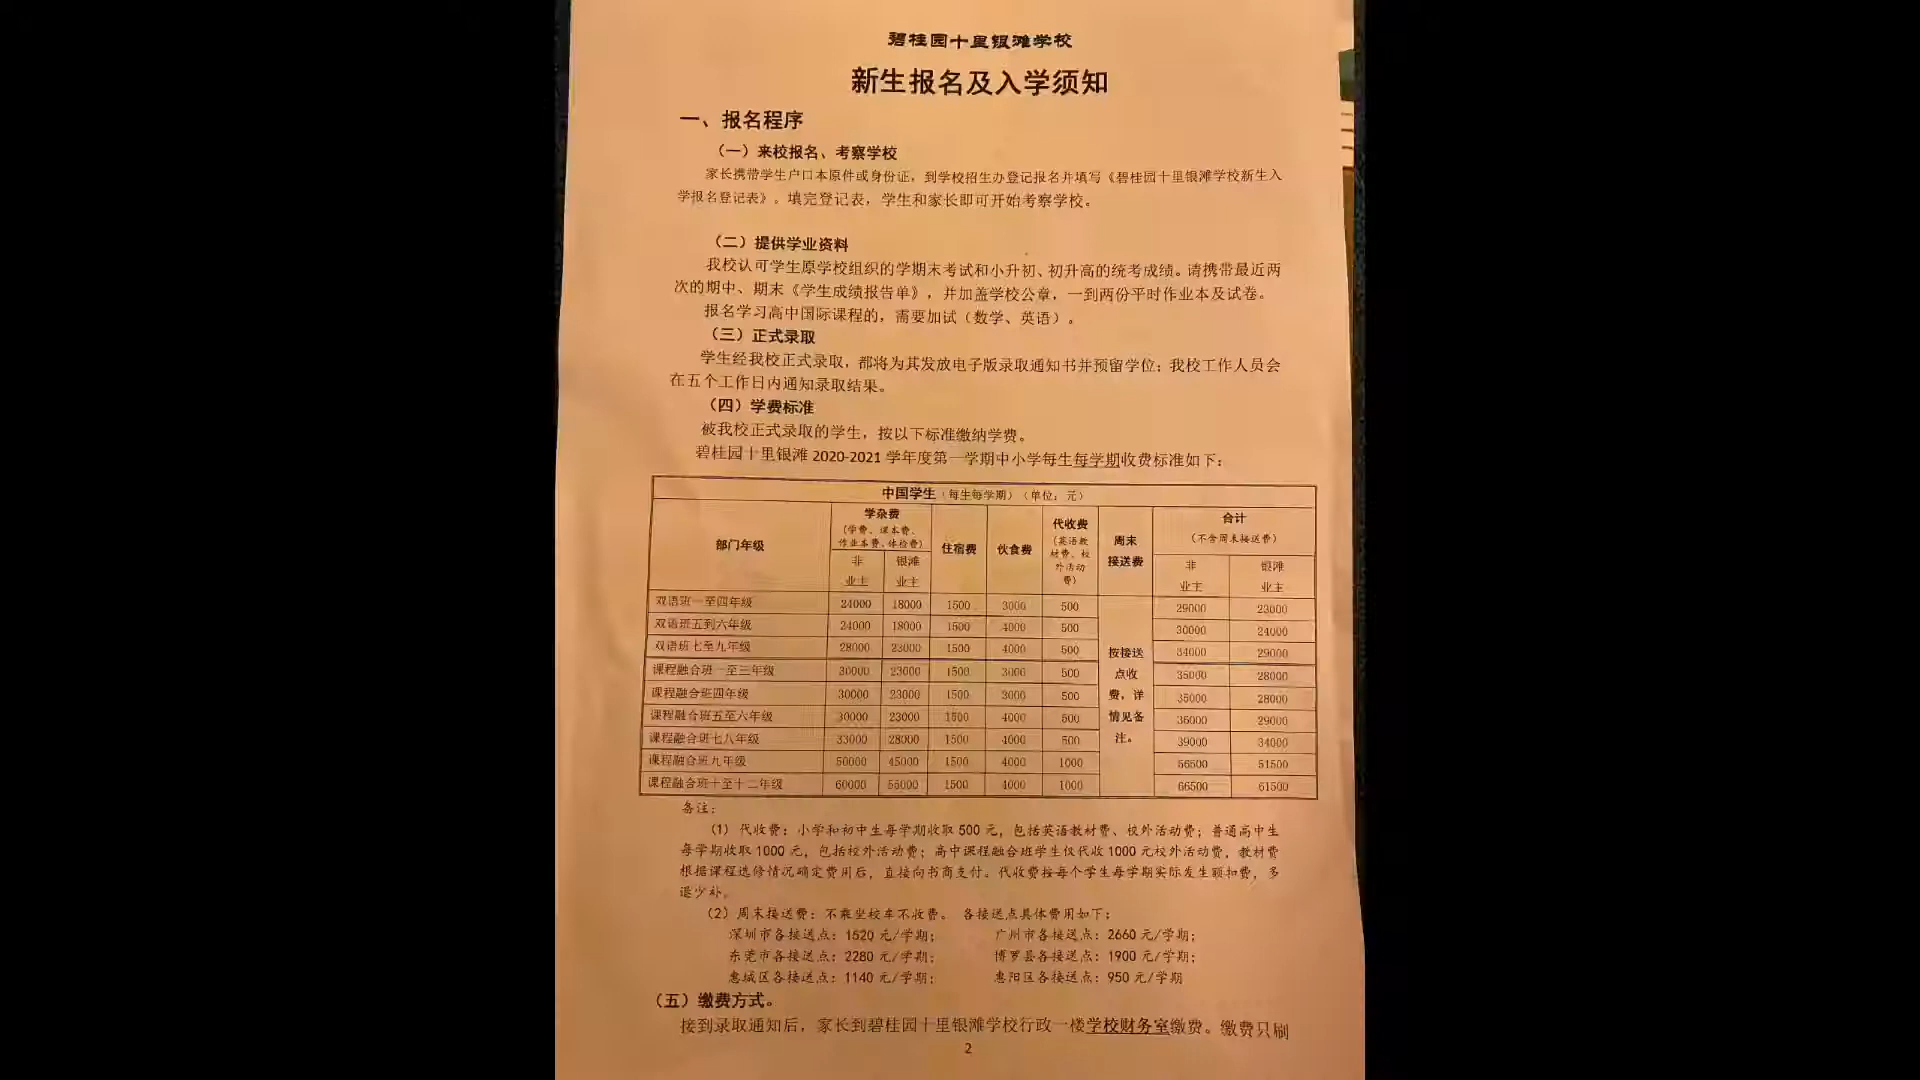 碧桂园十里银滩学校
新生报名及入学须知
一、报名程序
（一）来校报名、考察学校
家长携带学生户口本原件或身份证，到学校招生办登记报名并填写《碧桂园十里银滩学校新生入
学报名登记表》。填完登记表，学生和家长即可开始考察学校。
（二）提供学业资料
我校认可学生原学校组织的学期末考试和小升初、初升高的统考成绩。请携带最近两
次的期中、期末《学生成绩报告单》，并加盖学校公章，一到两份平时作业本及试卷。
报名学习高中国际课程的，需要加试（数学、英语）。
（三）正式录取
学生经我校正式录取，都将为其发放电子版录取通知书并预留学位；我校工作人员会
在五个工作日内通知录取结果。
（四）学费标准
被我校正式录取的学生，按以下标准缴纳学费。
碧桂园十里银滩 2020-2021 学年度第一学期中小学每生每学期收费标准如下：
中国学生（每生每学期）（单位：元）
部门年级 学杂费（学费、课本费、作业本费、体检费） 住宿费 伙食费 代收费（英语教材费、校外活动费） 周末接送费 合计（不含周末接送费）
非业主 银滩业主 非业主 银滩业主
双语班一至四年级 24000 18000 1500 3000 500 29000 23000
双语班五到六年级 24000 18000 1500 4000 500 30000 24000
双语班七至九年级 28000 23000 1500 4000 500 34000 29000
课程融合班一至三年级 30000 23000 1500 3000 500 35000 28000
课程融合班四年级 30000 23000 1500 3000 500 35000 28000
课程融合班五至六年级 30000 23000 1500 4000 500 36000 29000
课程融合班七八年级 33000 28000 1500 4000 500 39000 34000
课程融合班九年级 50000 45000 1500 4000 1000 56500 51500
课程融合班十至十二年级 60000 55000 1500 4000 1000 66500 61500
按接送点收费，详情见备注。
备注：
（1）代收费：小学和初中生每学期收取 500 元，包括英语教材费、校外活动费；普通高中生
每学期收取 1000 元，包括校外活动费；高中课程融合班学生仅代收 1000 元校外活动费，教材费
根据课程选修情况确定费用后，直接向书商支付。代收费按每个学生每学期实际发生额扣费，多
退少补。
（2）周末接送费：不乘坐校车不收费。 各接送点具体费用如下：
深圳市各接送点：1520 元/学期； 广州市各接送点：2660 元/学期；
东莞市各接送点：2280 元/学期； 博罗县各接送点：1900 元/学期；
惠城区各接送点：1140 元/学期； 惠阳区各接送点：950 元/学期
（五）缴费方式。
接到录取通知后，家长到碧桂园十里银滩学校行政一楼学校财务室缴费。缴费只刷
2